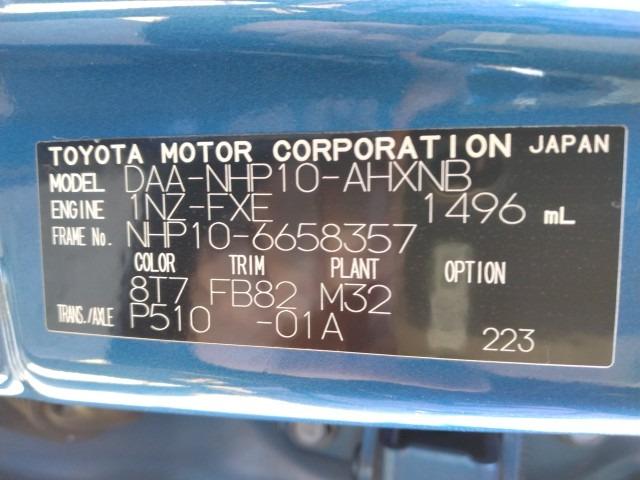 TOYOTA MOTOR CORPORATION JAPAN
MODEL DAA-NHP10-AHXNB
ENGINE 1NZ-FXE 1496 mL
FRAME No. NHP10-6658357
COLOR TRIM PLANT OPTION
8T7 FB82 M32
TRANS./AXLE P510 -01A
223